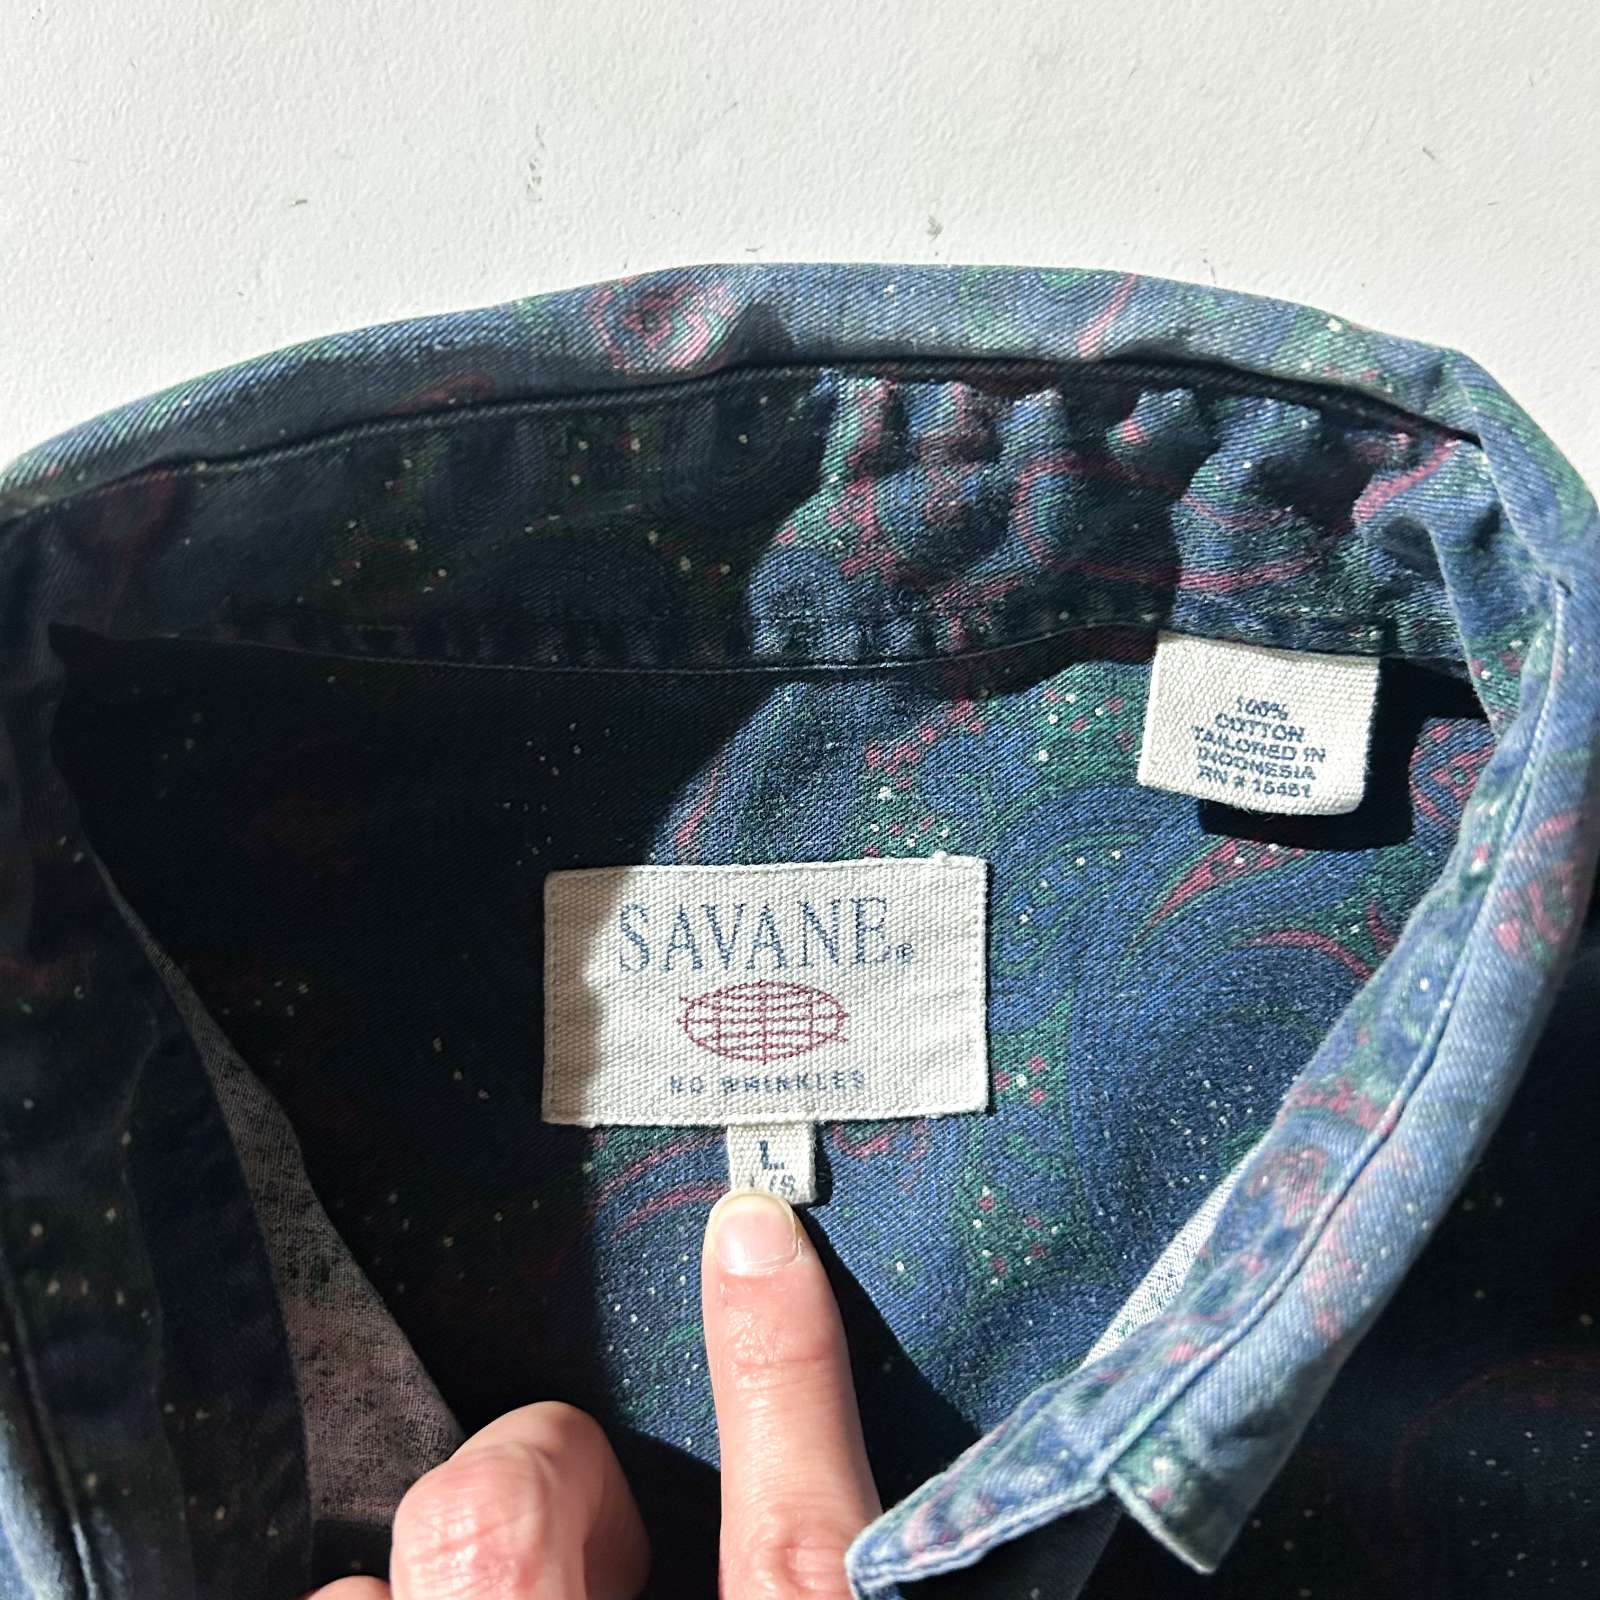 100%
COTTON
TAILORED IN
INDONESIA
RN # 15451
SAVANE®
NO WRINKLES
L